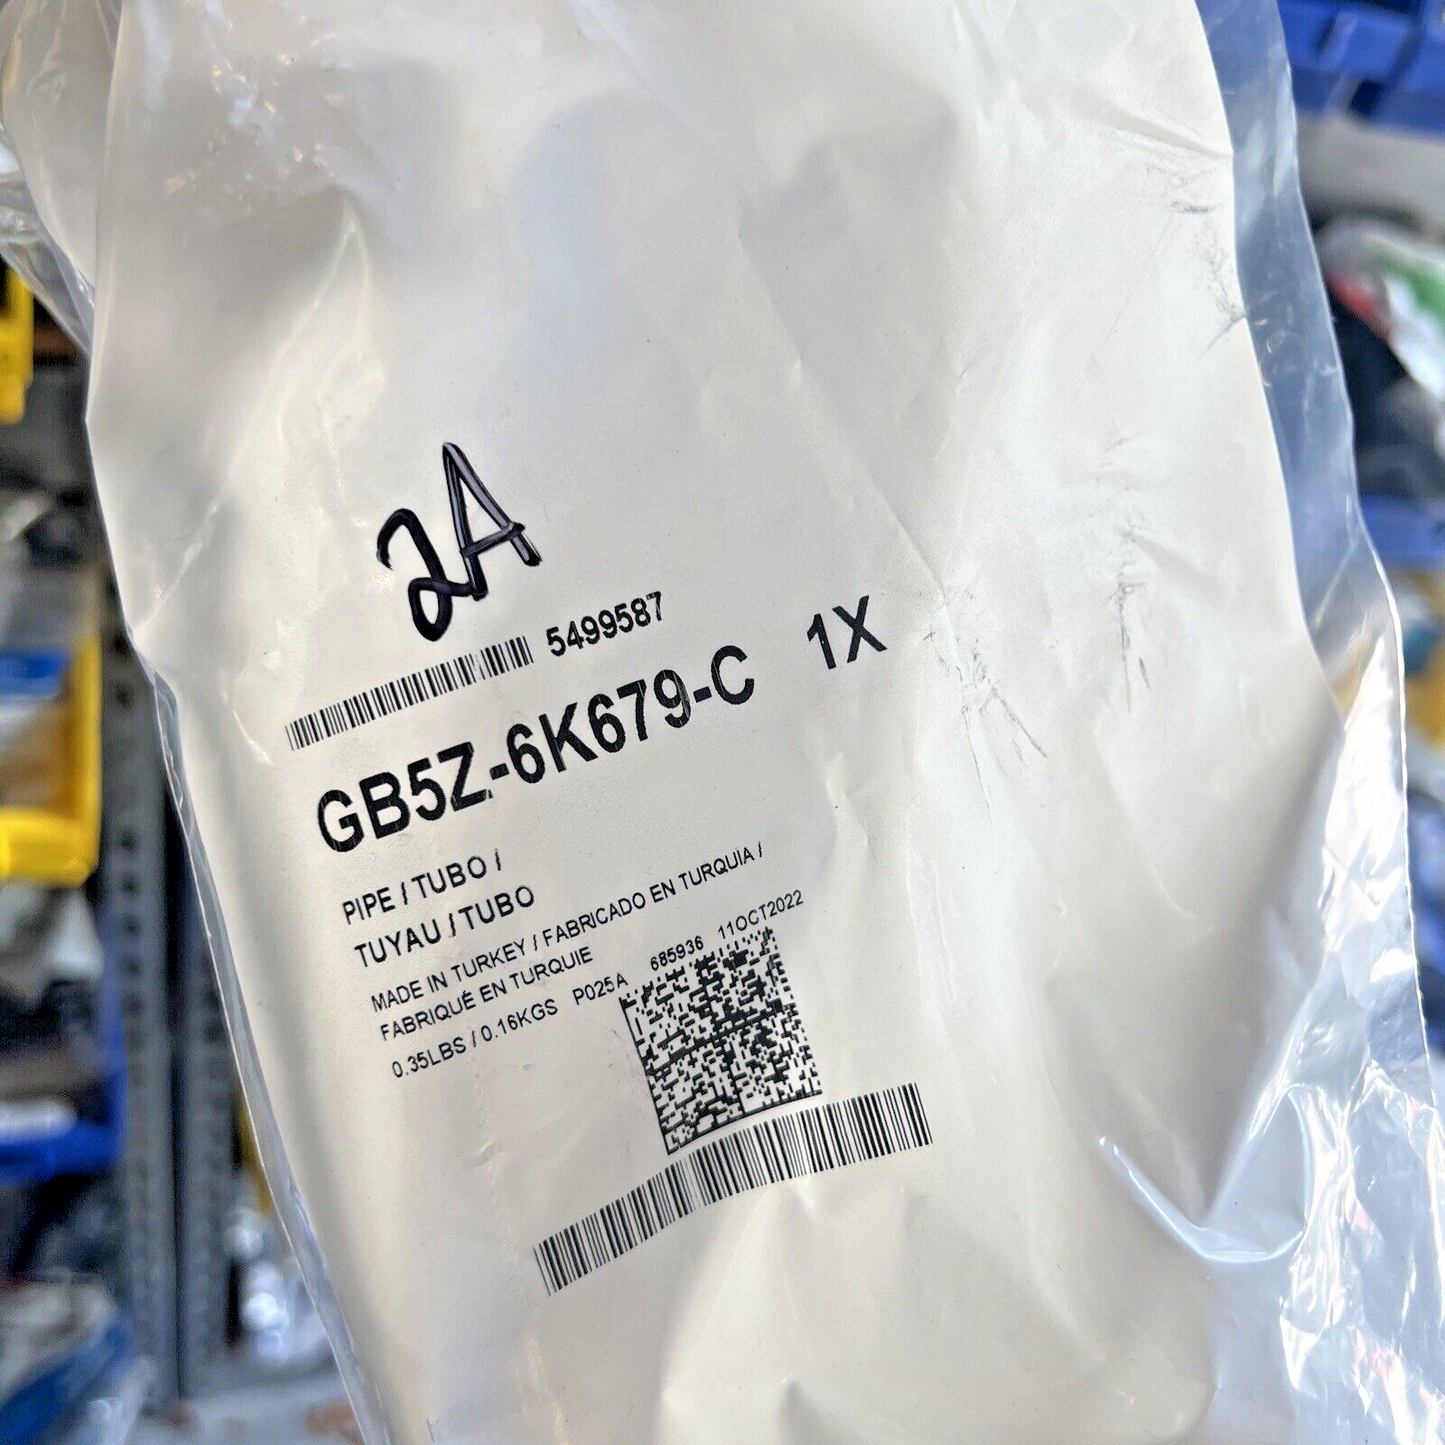 2A
5499587
GB5Z-6K679-C 1X
PIPE / TUBO /
TUYAU / TUBO
MADE IN TURKEY / FABRICADO EN TURQUIA /
FABRIQUÉ EN TURQUIE
0.35LBS / 0.16KGS P025A 685936 11OCT2022